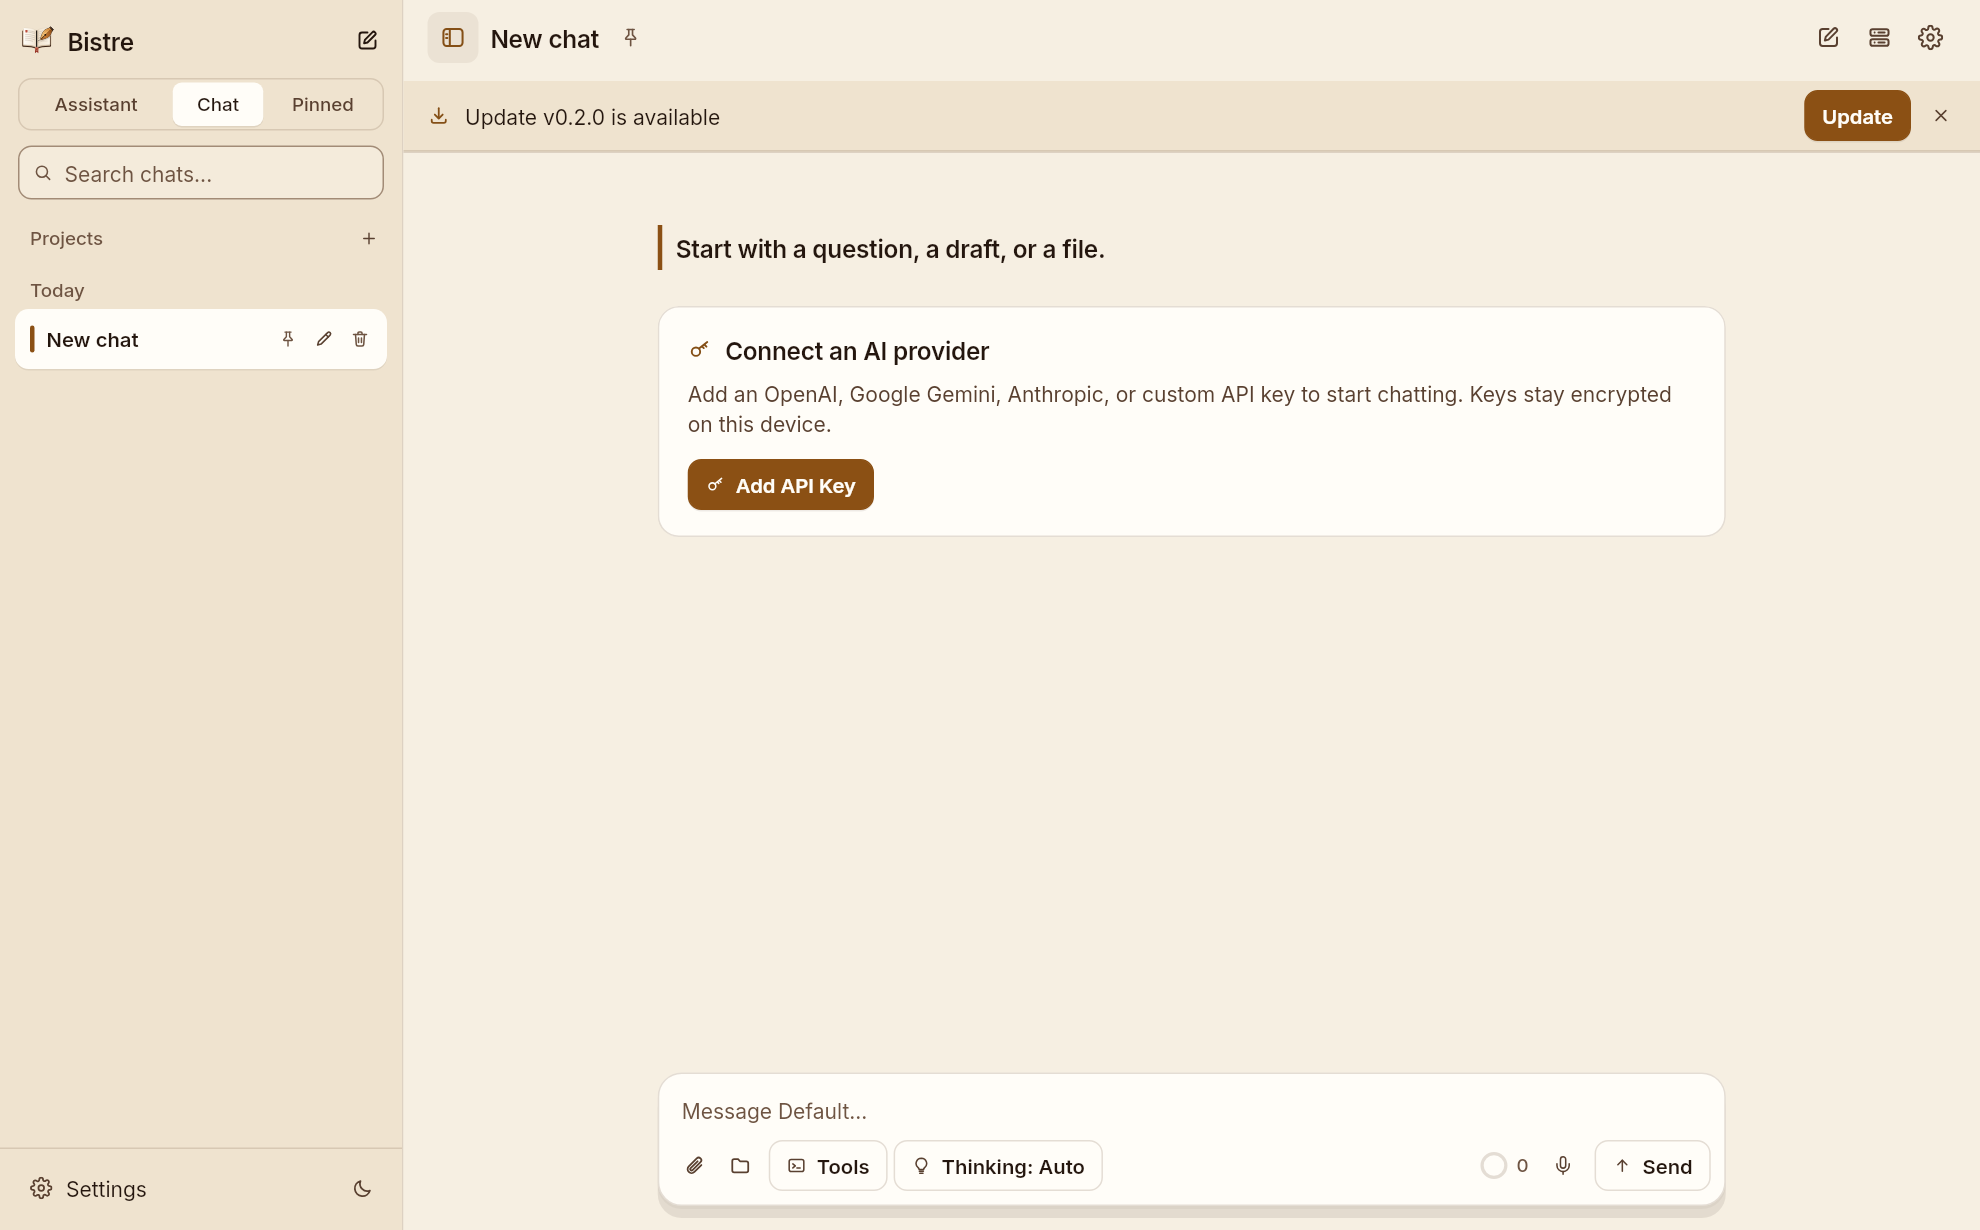 Bistre
Assistant Chat Pinned
Search chats...
Projects
Today
New chat
Settings
New chat
Update v0.2.0 is available
Update
Start with a question, a draft, or a file.
Connect an AI provider
Add an OpenAI, Google Gemini, Anthropic, or custom API key to start chatting. Keys stay encrypted
on this device.
Add API Key
Message Default...
Tools Thinking: Auto 0 Send